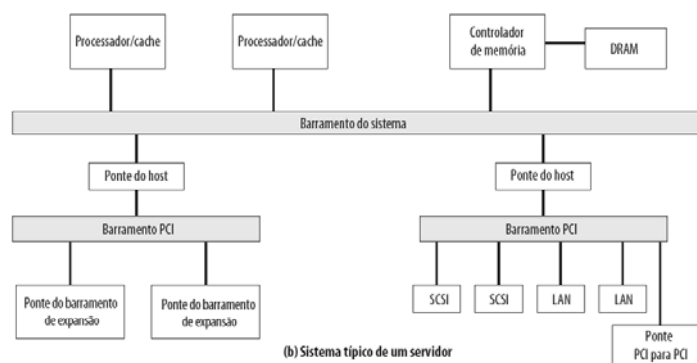 Processador/cache
Processador/cache
Controlador
de memória
DRAM
Barramento do sistema
Ponte do host
Ponte do host
Barramento PCI
Barramento PCI
Ponte do barramento
de expansão
Ponte do barramento
de expansão
SCSI
SCSI
LAN
LAN
Ponte
PCI para PCI
(b) Sistema típico de um servidor